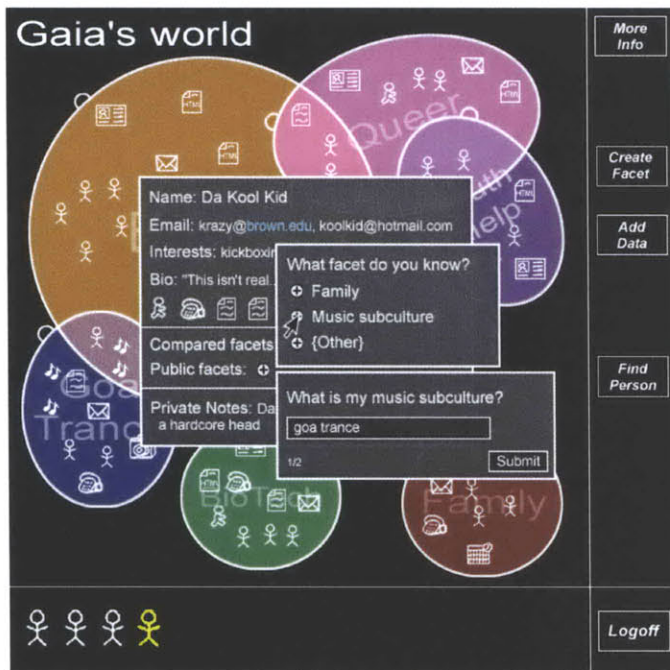 Gaia's world
More
Info
Queer
Create
Facet
Name: Da Kool Kid
Email: krazy@brown.edu, koolkid@hotmail.com
Help
Add
Data
Interests:
What facet do you know?
Bio: "This isn't real
Family
Music subculture
{Other}
Compared facets
Public facets:
Find
Person
Goa
Trance
Private Notes: Da
a hardcore head
What is my music subculture?
goa trance
1/2
Submit
BioTech
Family
Logoff